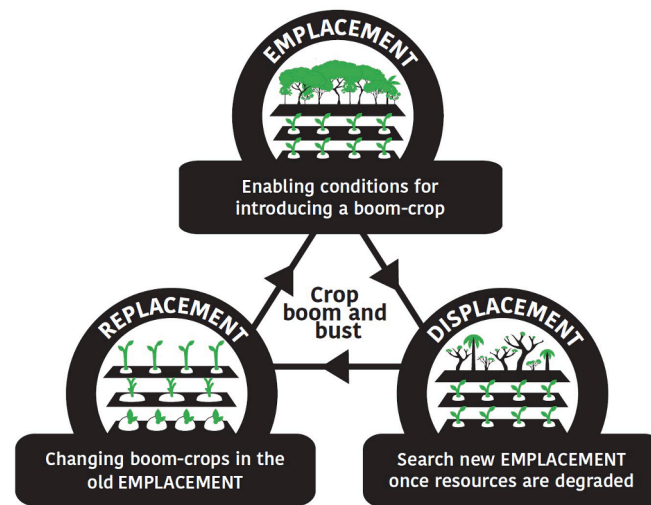 EMPLACEMENT
Enabling conditions for
introducing a boom-crop
Crop
boom and
bust
REPLACEMENT
Changing boom-crops in the
old EMPLACEMENT
DISPLACEMENT
Search new EMPLACEMENT
once resources are degraded